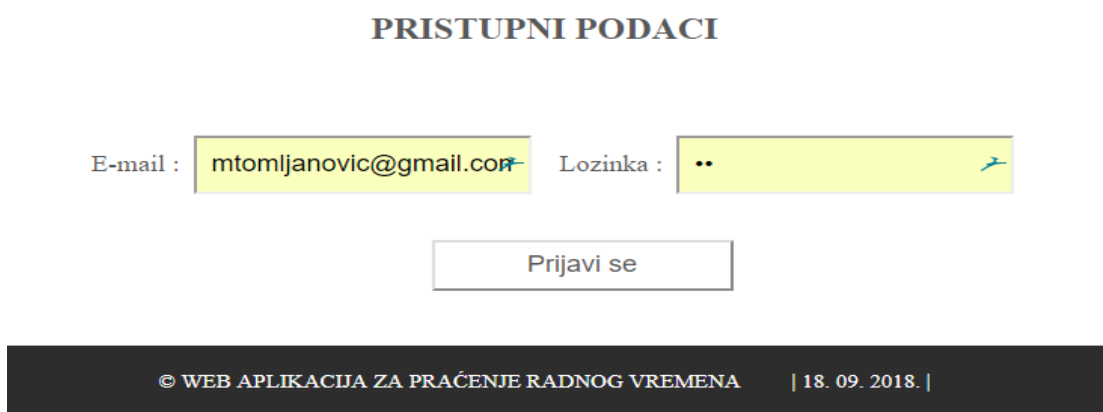 PRISTUPNI PODACI
E-mail : mtomljanovic@gmail.com Lozinka : ••
Prijavi se
© WEB APLIKACIJA ZA PRAĆENJE RADNOG VREMENA | 18. 09. 2018. |